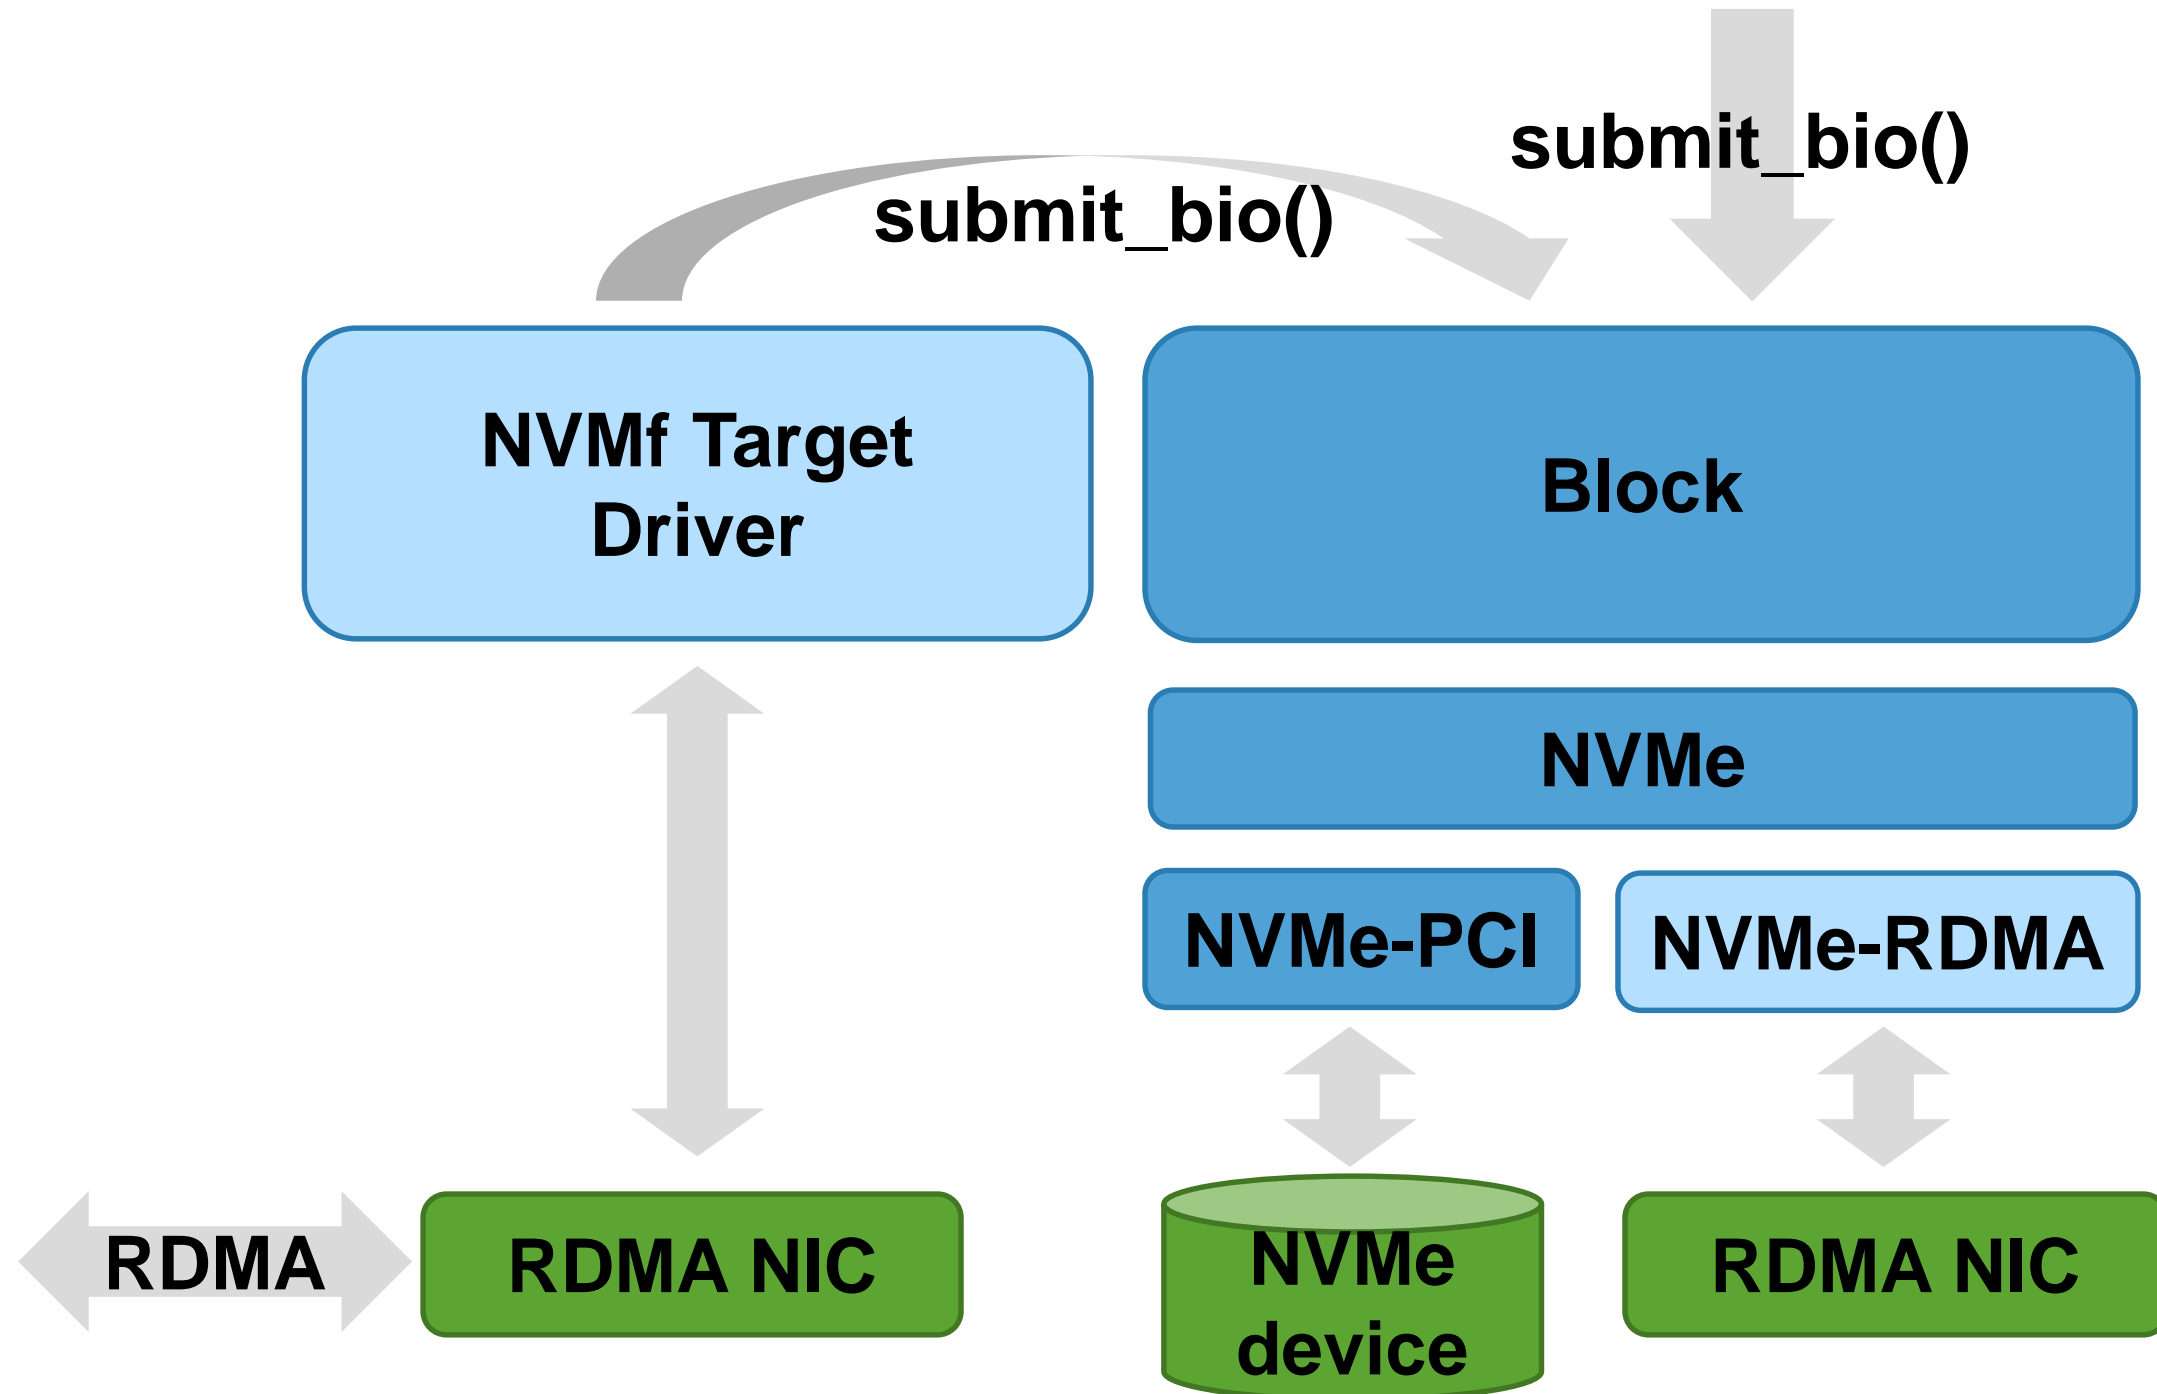 submit_bio()
submit_bio()
NVMf Target
Driver
Block
NVMe
NVMe-PCI
NVMe-RDMA
RDMA
RDMA NIC
NVMe
device
RDMA NIC